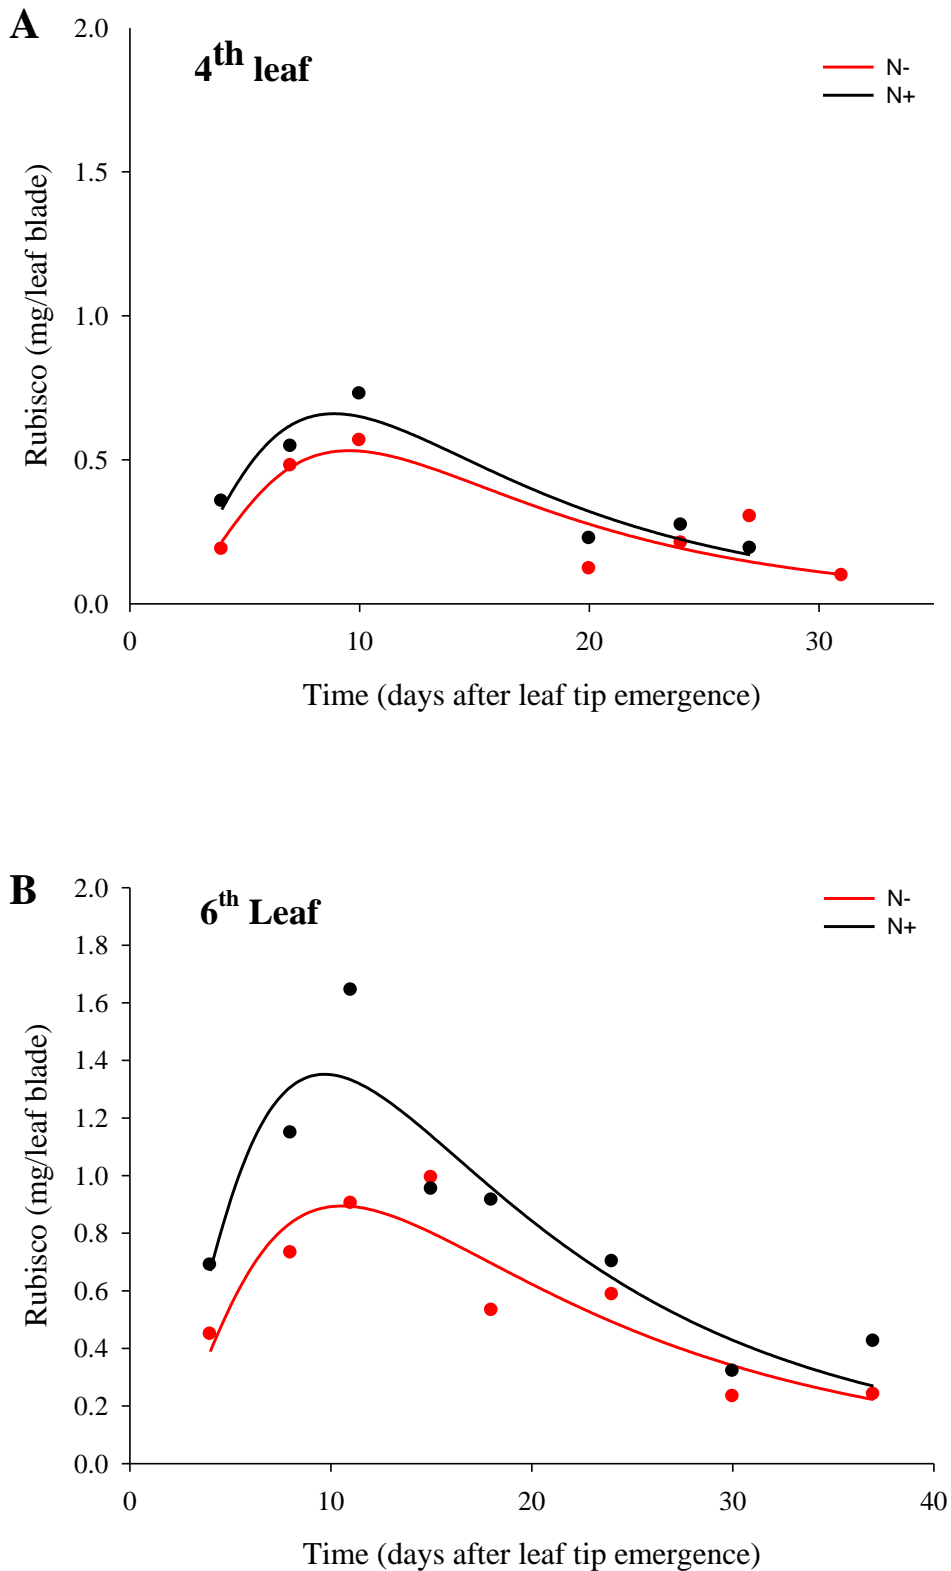 A
4th leaf
N-
N+
2.0
1.5
1.0
0.5
0.0
Rubisco (mg/leaf blade)
0 10 20 30
Time (days after leaf tip emergence)
B
6th Leaf
N-
N+
2.0
1.8
1.6
1.4
1.2
1.0
0.8
0.6
0.4
0.2
0.0
Rubisco (mg/leaf blade)
0 10 20 30 40
Time (days after leaf tip emergence)